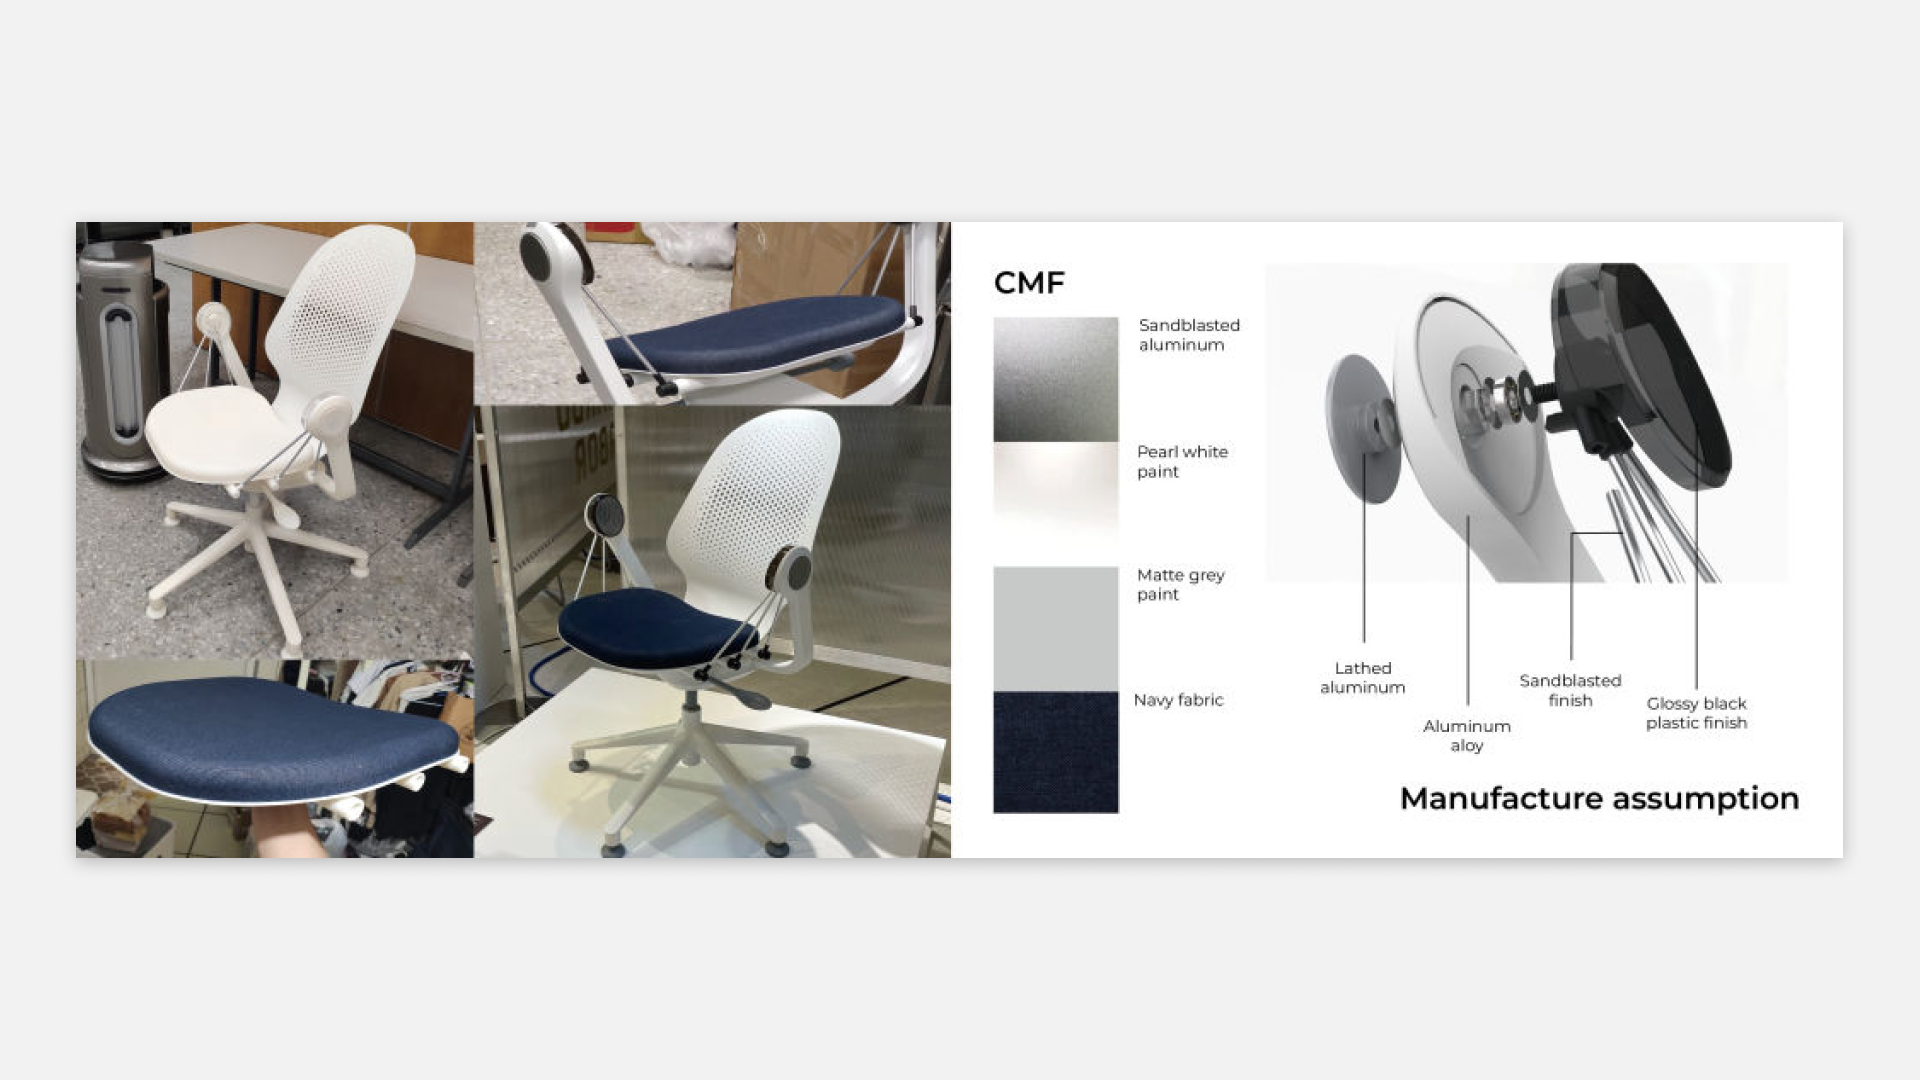 CMF
Sandblasted
aluminum
Pearl white
paint
Matte grey
paint
Navy fabric
Lathed
aluminum
Aluminum
aloy
Sandblasted
finish
Glossy black
plastic finish
Manufacture assumption